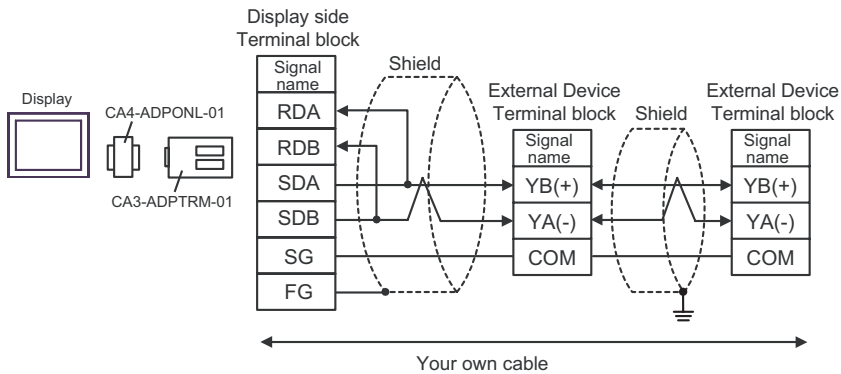 Display side
Terminal block
Signal
name
RDA
RDB
SDA
SDB
SG
FG
Display
CA4-ADPONL-01
CA3-ADPTRM-01
Shield
External Device
Terminal block
Signal
name
YB(+)
YA(-)
COM
Shield
External Device
Terminal block
Signal
name
YB(+)
YA(-)
COM
Your own cable